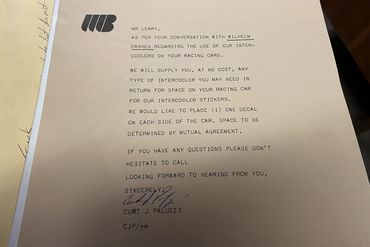 MR LEARY,
AS PER YOUR CONVERSATION WITH WILHELM
CASHEN REGARDING THE USE OF OUR INTER-
COOLERS ON YOUR RACING CARS.
WE WILL SUPPLY YOU, AT NO COST, ANY
TYPE OF INTERCOOLER YOU MAY NEED IN
RETURN FOR SPACE ON YOUR RACING CAR
FOR OUR INTERCOOLER STICKERS.
WE WOULD LIKE TO PLACE (1) ONE DECAL
ON EACH SIDE OF THE CAR. SPACE TO BE
DETERMINED BY MUTUAL AGREEMENT.
IF YOU HAVE ANY QUESTIONS PLEASE DON'T
HESITATE TO CALL
LOOKING FORWARD TO HEARING FROM YOU,
SINCERELY,
CURT J PALUZZI
CJP/ym